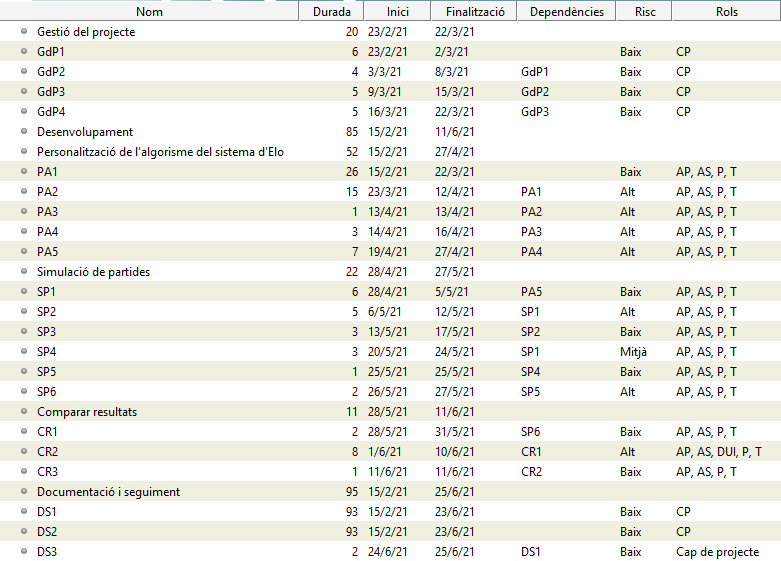 Nom Durada Inici Finalització Dependències Risc Rols
Gestió del projecte 20 23/2/21 22/3/21
GdP1 6 23/2/21 2/3/21 Baix CP
GdP2 4 3/3/21 8/3/21 GdP1 Baix CP
GdP3 5 9/3/21 15/3/21 GdP2 Baix CP
GdP4 5 16/3/21 22/3/21 GdP3 Baix CP
Desenvolupament 85 15/2/21 11/6/21
Personalització de l'algorisme del sistema d'Elo 52 15/2/21 27/4/21
PA1 26 15/2/21 22/3/21 Baix AP, AS, P, T
PA2 15 23/3/21 12/4/21 PA1 Alt AP, AS, P, T
PA3 1 13/4/21 13/4/21 PA2 Alt AP, AS, P, T
PA4 3 14/4/21 16/4/21 PA3 Alt AP, AS, P, T
PA5 7 19/4/21 27/4/21 PA4 Alt AP, AS, P, T
Simulació de partides 22 28/4/21 27/5/21
SP1 6 28/4/21 5/5/21 PA5 Baix AP, AS, P, T
SP2 5 6/5/21 12/5/21 SP1 Alt AP, AS, P, T
SP3 3 13/5/21 17/5/21 SP2 Baix AP, AS, P, T
SP4 3 20/5/21 24/5/21 SP1 Mitjà AP, AS, P, T
SP5 1 25/5/21 25/5/21 SP4 Baix AP, AS, P, T
SP6 2 26/5/21 27/5/21 SP5 Alt AP, AS, P, T
Comparar resultats 11 28/5/21 11/6/21
CR1 2 28/5/21 31/5/21 SP6 Baix AP, AS, P, T
CR2 8 1/6/21 10/6/21 CR1 Alt AP, AS, DUI, P, T
CR3 1 11/6/21 11/6/21 CR2 Baix AP, AS, P, T
Documentació i seguiment 95 15/2/21 25/6/21
DS1 93 15/2/21 23/6/21 Baix CP
DS2 93 15/2/21 23/6/21 Baix CP
DS3 2 24/6/21 25/6/21 DS1 Baix Cap de projecte